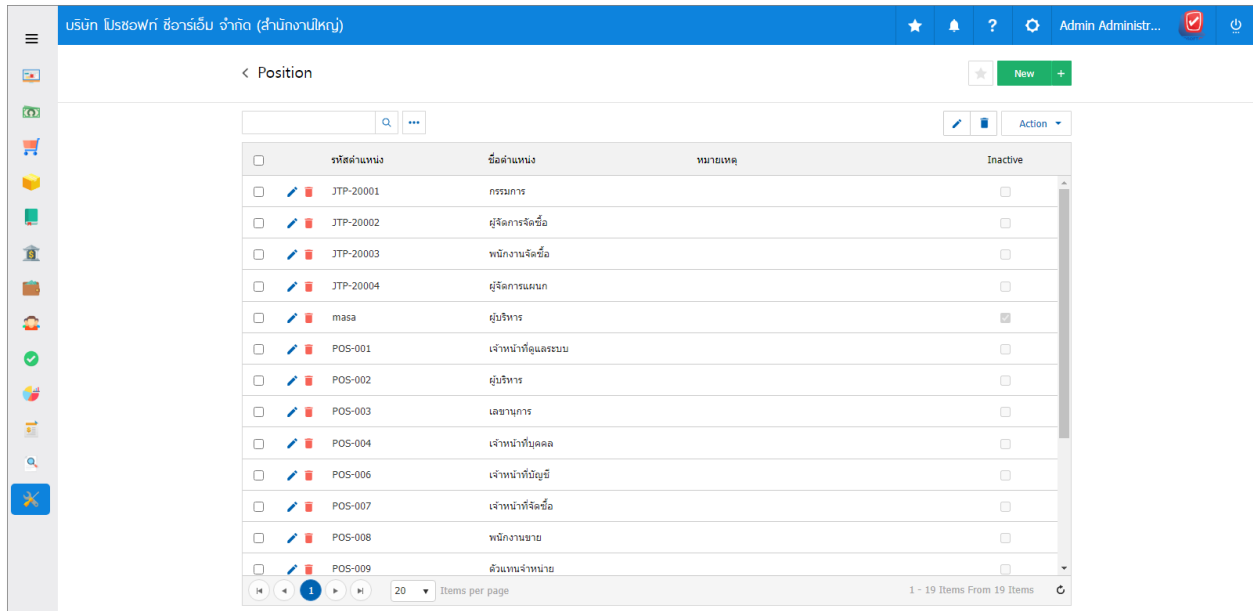 บริษัท โปรซอฟท์ ซีอาร์เอ็ม จำกัด (สำนักงานใหญ่) ? Admin Administr...
< Position New +
... Action
รหัสตำแหน่ง ชื่อตำแหน่ง หมายเหตุ Inactive
JTP-20001 กรรมการ
JTP-20002 ผู้จัดการจัดซื้อ
JTP-20003 พนักงานจัดซื้อ
JTP-20004 ผู้จัดการแผนก
masa ผู้บริหาร
POS-001 เจ้าหน้าที่ดูแลระบบ
POS-002 ผู้บริหาร
POS-003 เลขานุการ
POS-004 เจ้าหน้าที่บุคคล
POS-006 เจ้าหน้าที่บัญชี
POS-007 เจ้าหน้าที่จัดซื้อ
POS-008 พนักงานขาย
POS-009 ตัวแทนจำหน่าย
1 20 Items per page 1 - 19 Items From 19 Items